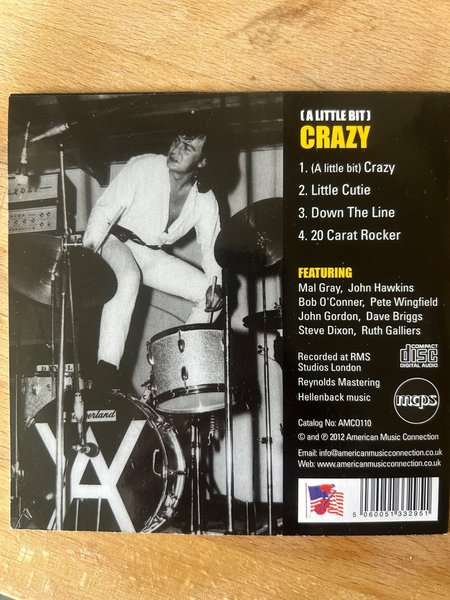 (A LITTLE BIT)
CRAZY
1. (A little bit) Crazy
2. Little Cutie
3. Down The Line
4. 20 Carat Rocker
FEATURING
Mal Gray, John Hawkins
Bob O'Conner, Pete Wingfield
John Gordon, Dave Briggs
Steve Dixon, Ruth Galliers
Recorded at RMS
Studios London
Reynolds Mastering
Hellenback music
COMPACT
disc
DIGITAL AUDIO
mcps
Catalog No: AMCO110
© and ℗ 2012 American Music Connection
Email: info@americanmusicconnection.co.uk
Web: www.americanmusicconnection.co.uk
5 060051 332951